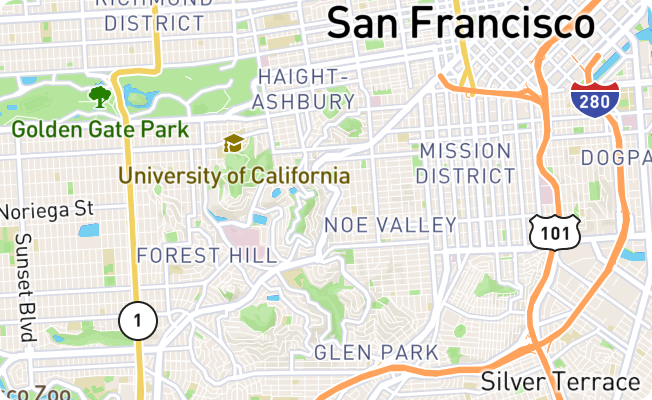 RICHMOND
DISTRICT
San Francisco
HAIGHT-
ASHBURY
280
Golden Gate Park
MISSION
DISTRICT
DOGPA
University of California
Noriega St
NOE VALLEY
101
Sunset Blvd
FOREST HILL
1
GLEN PARK
Silver Terrace
co Zoo